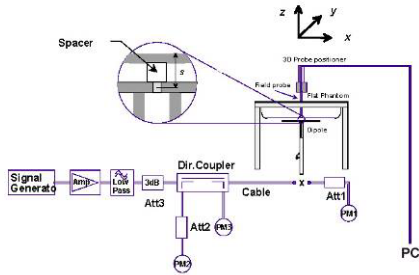 z
y
x
Spacer
s
3D Probe positioner
Field probe
Flat Phantom
Dipole
Signal
Generato
Amp
Low
Pass
3dB
Att3
Dir.Coupler
Cable
x
Att1
PM1
Att2
PM3
PM2
PC